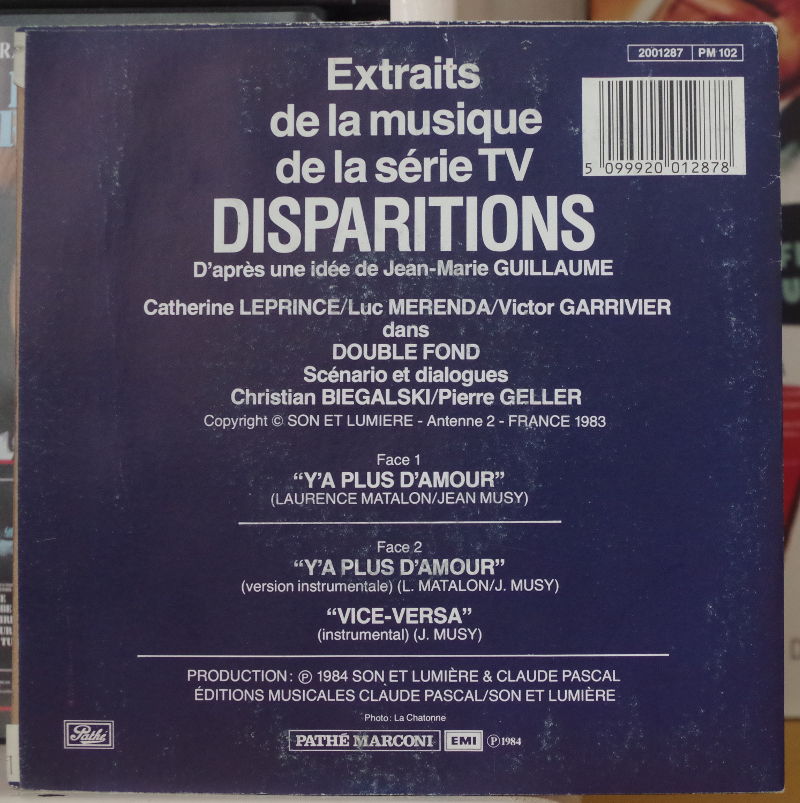 2001287 PM 102
Extraits
de la musique
de la série TV
5 099920 012878
DISPARITIONS
D'après une idée de Jean-Marie GUILLAUME
Catherine LEPRINCE/Luc MERENDA/Victor GARRIVIER
dans
DOUBLE FOND
Scénario et dialogues
Christian BIEGALSKI/Pierre GELLER
Copyright © SON ET LUMIERE - Antenne 2 - FRANCE 1983
Face 1
“Y'A PLUS D'AMOUR”
(LAURENCE MATALON/JEAN MUSY)
Face 2
“Y'A PLUS D'AMOUR”
(version instrumentale) (L. MATALON/J. MUSY)
“VICE-VERSA”
(instrumental) (J. MUSY)
PRODUCTION: ℗ 1984 SON ET LUMIÈRE & CLAUDE PASCAL
ÉDITIONS MUSICALES CLAUDE PASCAL/SON ET LUMIÈRE
Photo: La Chatonne
Pathé
PATHÉ MARCONI EMI ℗ 1984